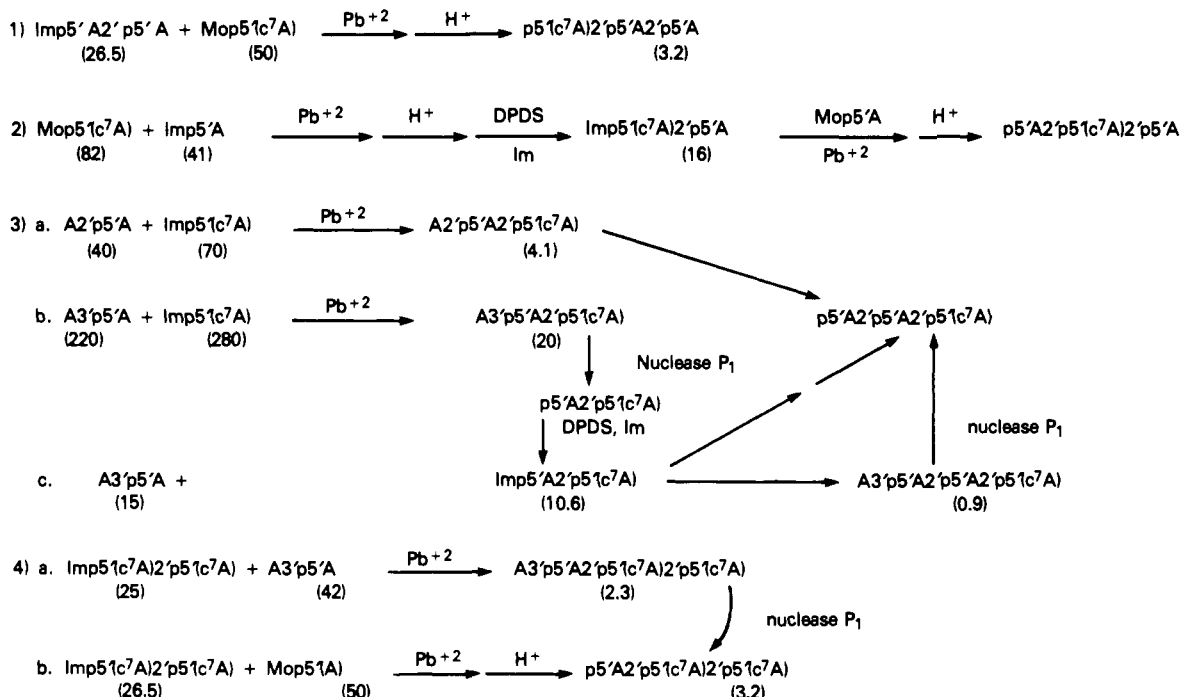 1) Imp5′ A2′ p5′ A + Mop5′(c⁷A) Pb+2 H+ p5′(c⁷A)2′p5′A2′p5′A
(26.5) (50) (3.2)
2) Mop5′(c⁷A) + Imp5′A Pb+2 H+ DPDS Im Imp5′(c⁷A)2′p5′A Mop5′A Pb+2 H+ p5′A2′p5′(c⁷A)2′p5′A
(82) (41) (16)
3) a. A2′p5′A + Imp5′(c⁷A) Pb+2 A2′p5′A2′p5′(c⁷A)
(40) (70) (4.1)
b. A3′p5′A + Imp5′(c⁷A) Pb+2 A3′p5′A2′p5′(c⁷A) p5′A2′p5′A2′p5′(c⁷A)
(220) (280) (20)
Nuclease P₁
p5′A2′p5′(c⁷A)
DPDS, Im nuclease P₁
c. A3′p5′A + Imp5′A2′p5′(c⁷A) A3′p5′A2′p5′A2′p5′(c⁷A)
(15) (10.6) (0.9)
4) a. Imp5′(c⁷A)2′p5′(c⁷A) + A3′p5′A Pb+2 A3′p5′A2′p5′(c⁷A)2′p5′(c⁷A)
(25) (42) (2.3)
nuclease P₁
b. Imp5′(c⁷A)2′p5′(c⁷A) + Mop5′(A) Pb+2 H+ p5′A2′p5′(c⁷A)2′p5′(c⁷A)
(26.5) (50) (3.2)